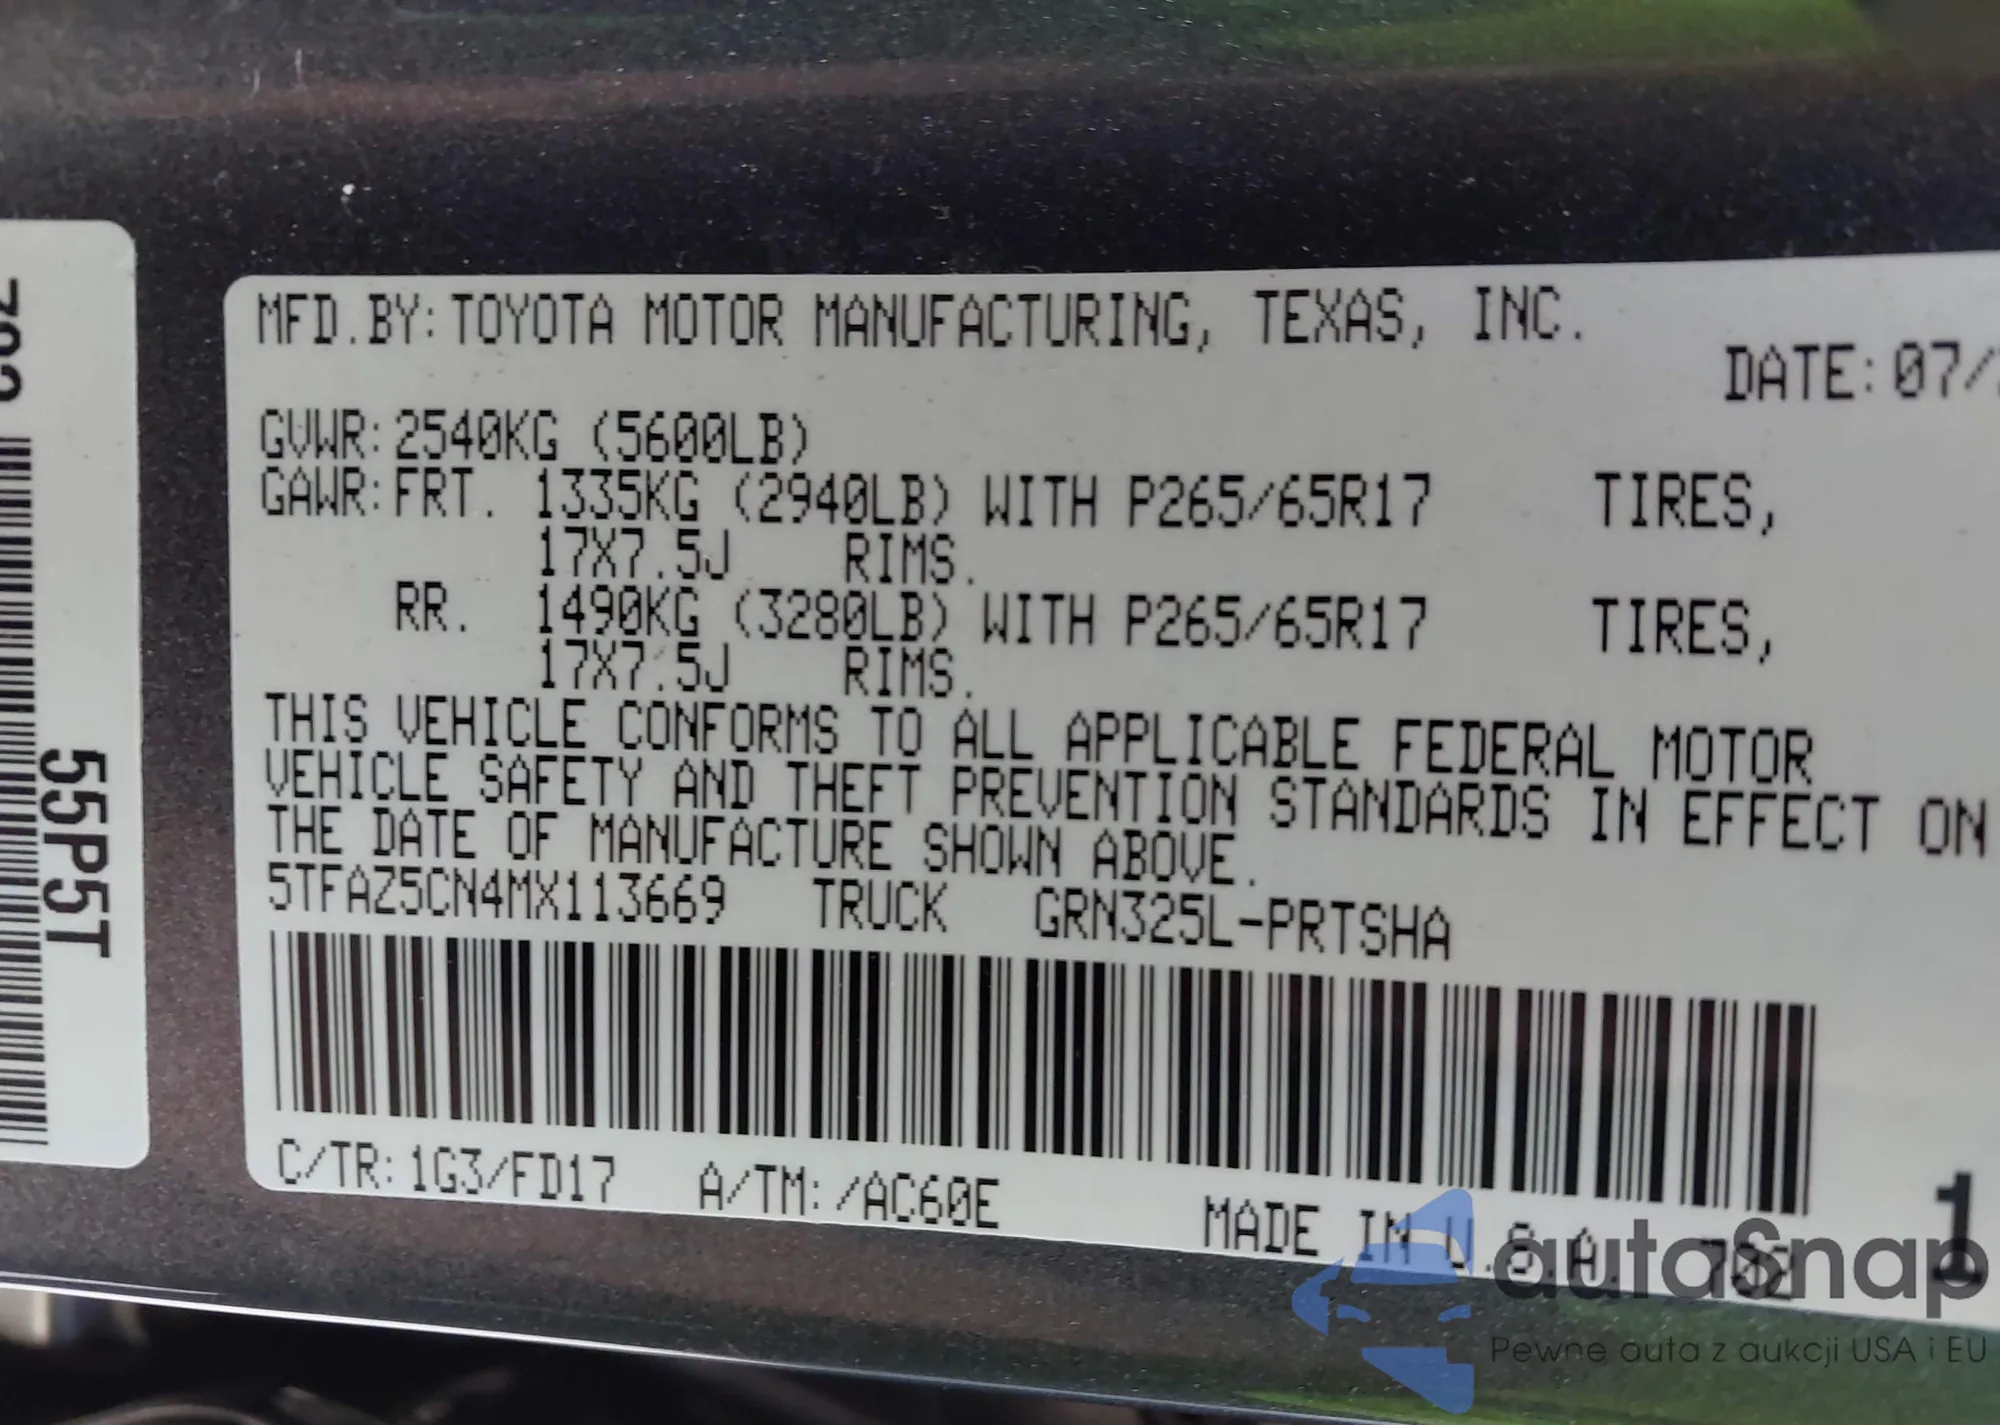 MFD.BY: TOYOTA MOTOR MANUFACTURING, TEXAS, INC.
DATE: 07/
GVWR: 2540KG (5600LB)
GAWR: FRT. 1335KG (2940LB) WITH P265/65R17 TIRES,
17X7.5J RIMS.
RR. 1490KG (3280LB) WITH P265/65R17 TIRES,
17X7.5J RIMS.
THIS VEHICLE CONFORMS TO ALL APPLICABLE FEDERAL MOTOR
VEHICLE SAFETY AND THEFT PREVENTION STANDARDS IN EFFECT ON
THE DATE OF MANUFACTURE SHOWN ABOVE.
5TFAZ5CN4MX113669 TRUCK GRN325L-PRTSHA
C/TR: 1G3/FD17 A/TM: /AC60E
MADE IN U.S.A. 702
1
55P5T
autoSnap
Pewne auta z aukcji USA i EU